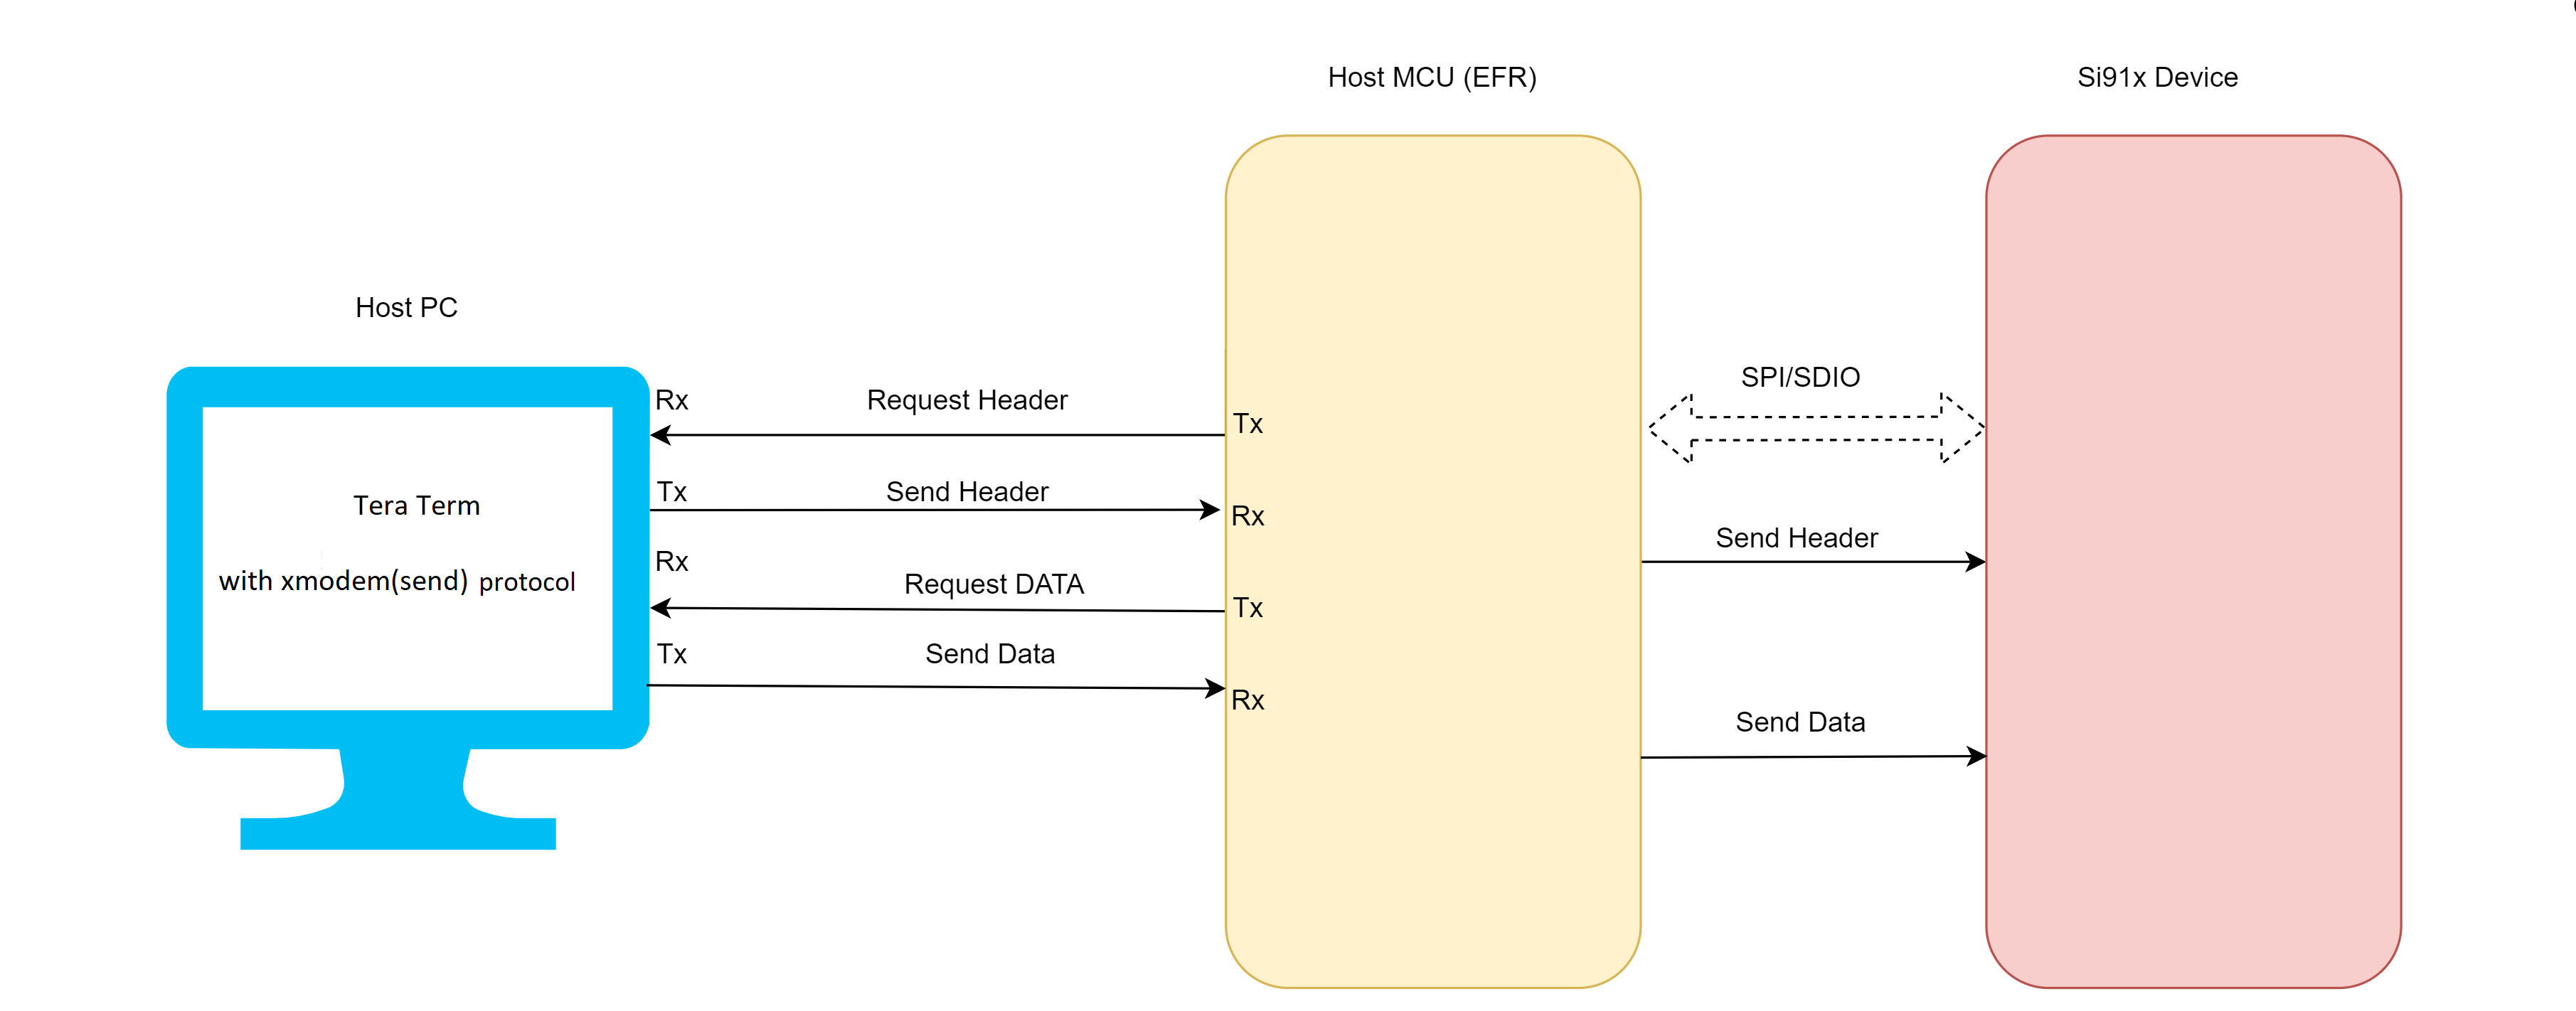 Host MCU (EFR)
Si91x Device
Host PC
SPI/SDIO
Rx
Request Header
Tx
Tx
Send Header
Rx
Tera Term
Send Header
Rx
with xmodem(send) protocol
Request DATA
Tx
Tx
Send Data
Rx
Send Data